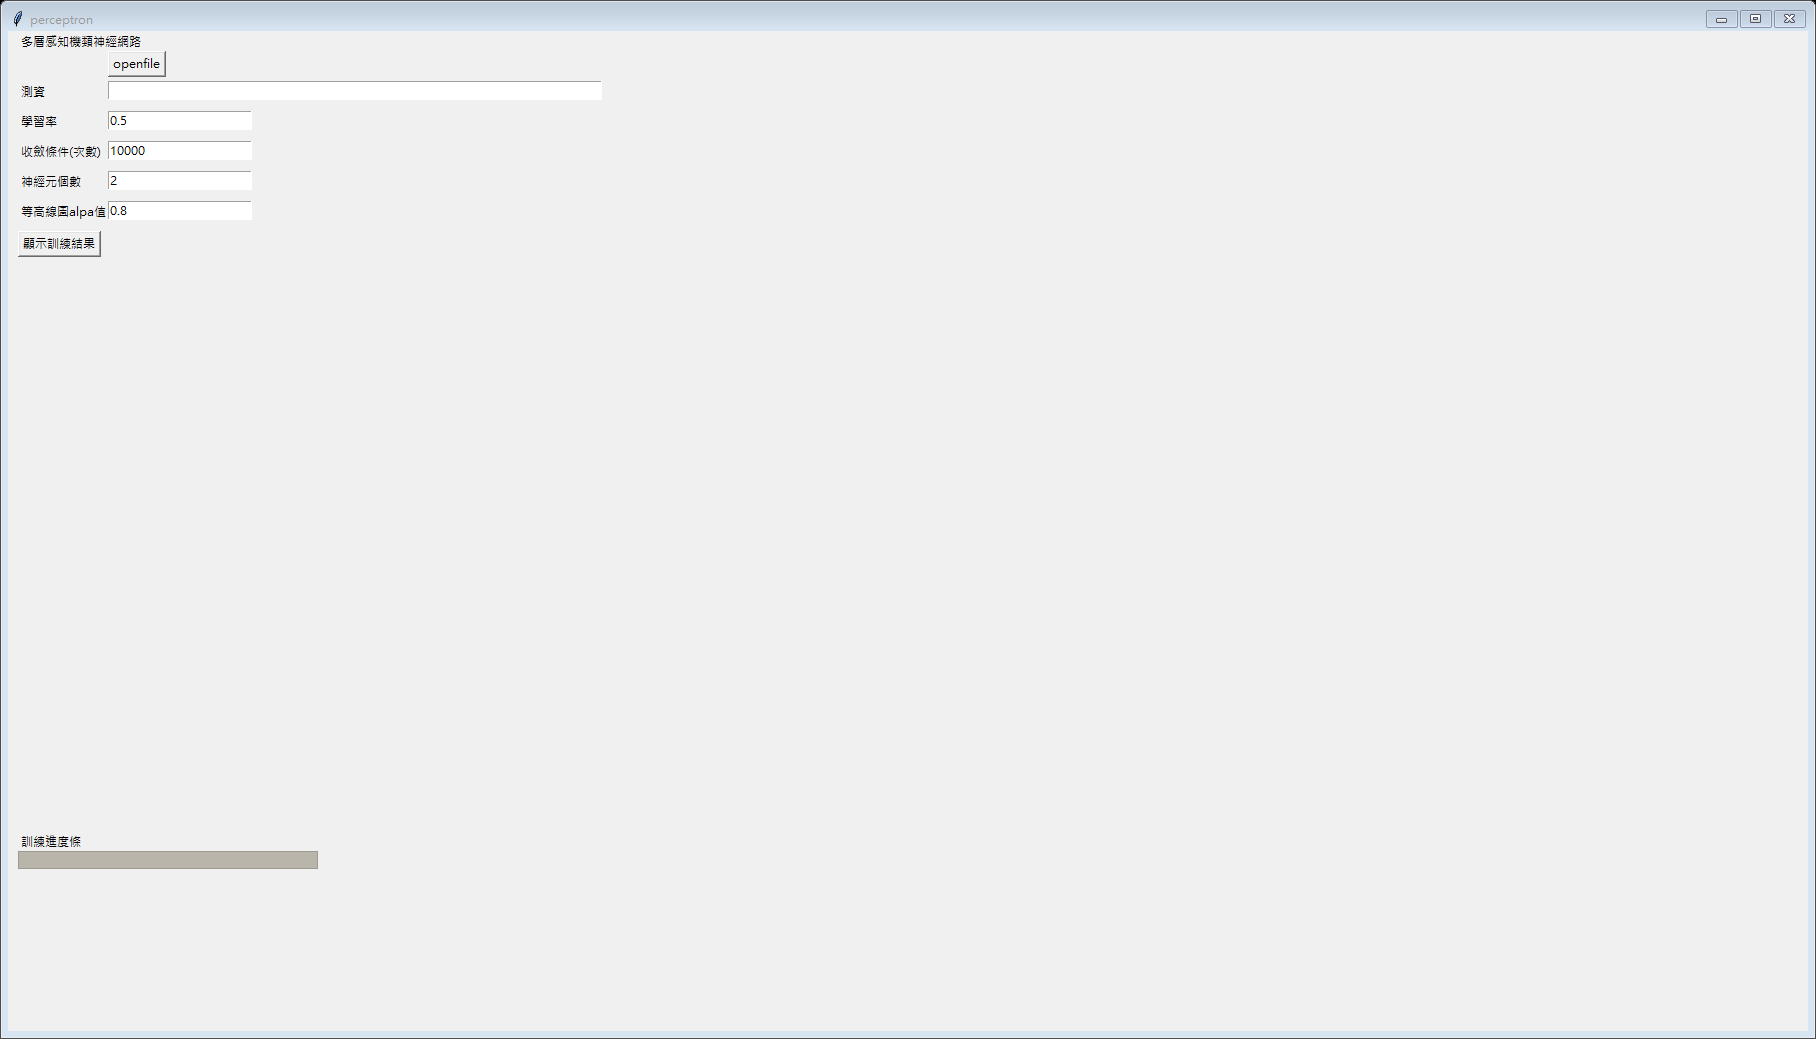 perceptron
多層感知機類神經網路
openfile
測資
學習率 0.5
收斂條件(次數) 10000
神經元個數 2
等高線圖alpa值 0.8
顯示訓練結果
訓練進度條